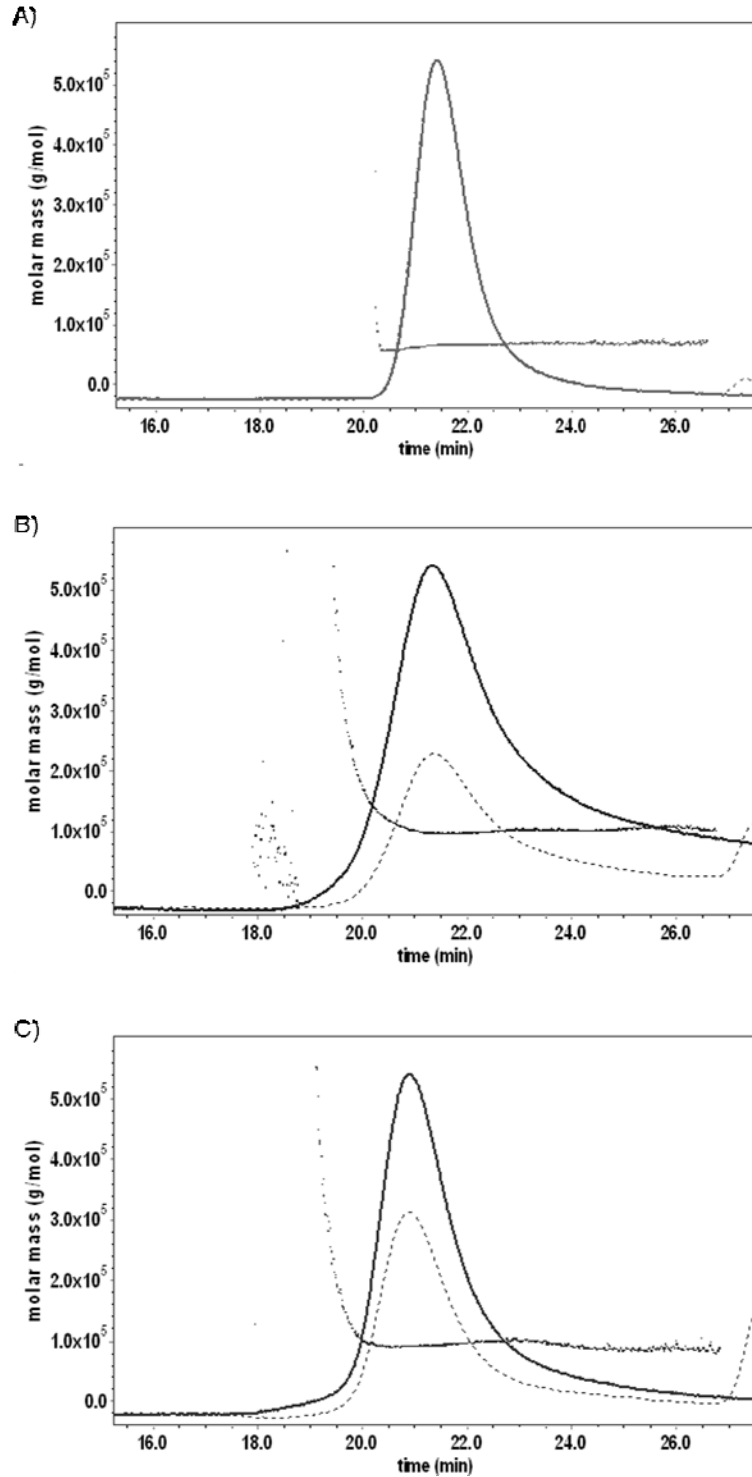 A)
molar mass (g/mol)
5.0x10⁵
4.0x10⁵
3.0x10⁵
2.0x10⁵
1.0x10⁵
0.0
16.0 18.0 20.0 22.0 24.0 26.0
time (min)
B)
molar mass (g/mol)
5.0x10⁵
4.0x10⁵
3.0x10⁵
2.0x10⁵
1.0x10⁵
0.0
16.0 18.0 20.0 22.0 24.0 26.0
time (min)
C)
molar mass (g/mol)
5.0x10⁵
4.0x10⁵
3.0x10⁵
2.0x10⁵
1.0x10⁵
0.0
16.0 18.0 20.0 22.0 24.0 26.0
time (min)